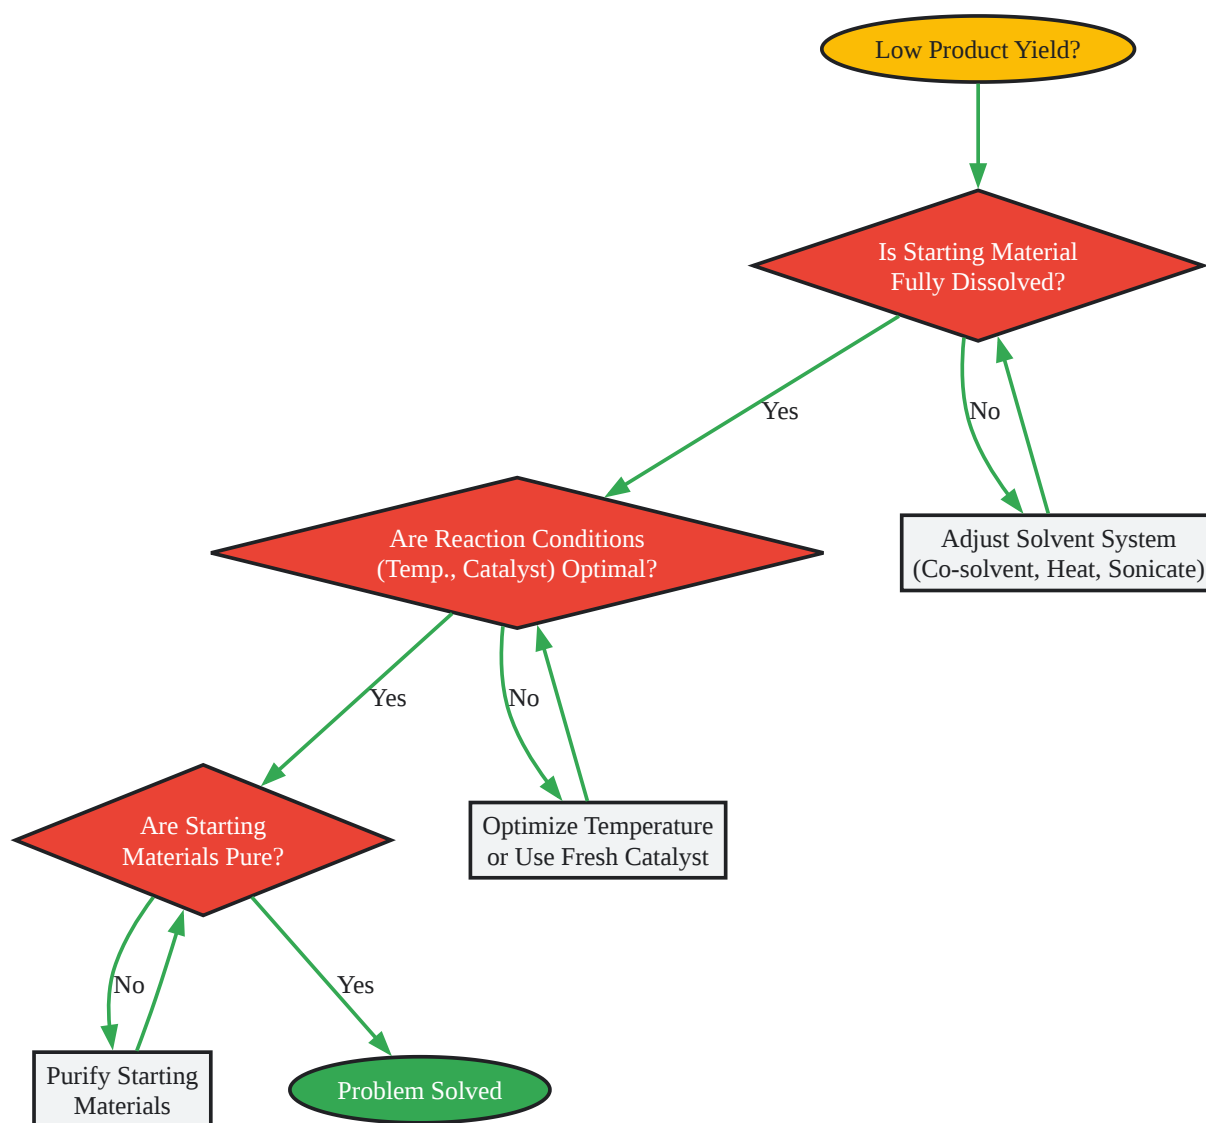 Low Product Yield?
Is Starting Material
Fully Dissolved?
Yes
No
Are Reaction Conditions
(Temp., Catalyst) Optimal?
Adjust Solvent System
(Co-solvent, Heat, Sonicate)
Yes
No
Are Starting
Materials Pure?
Optimize Temperature
or Use Fresh Catalyst
No
Yes
Purify Starting
Materials
Problem Solved